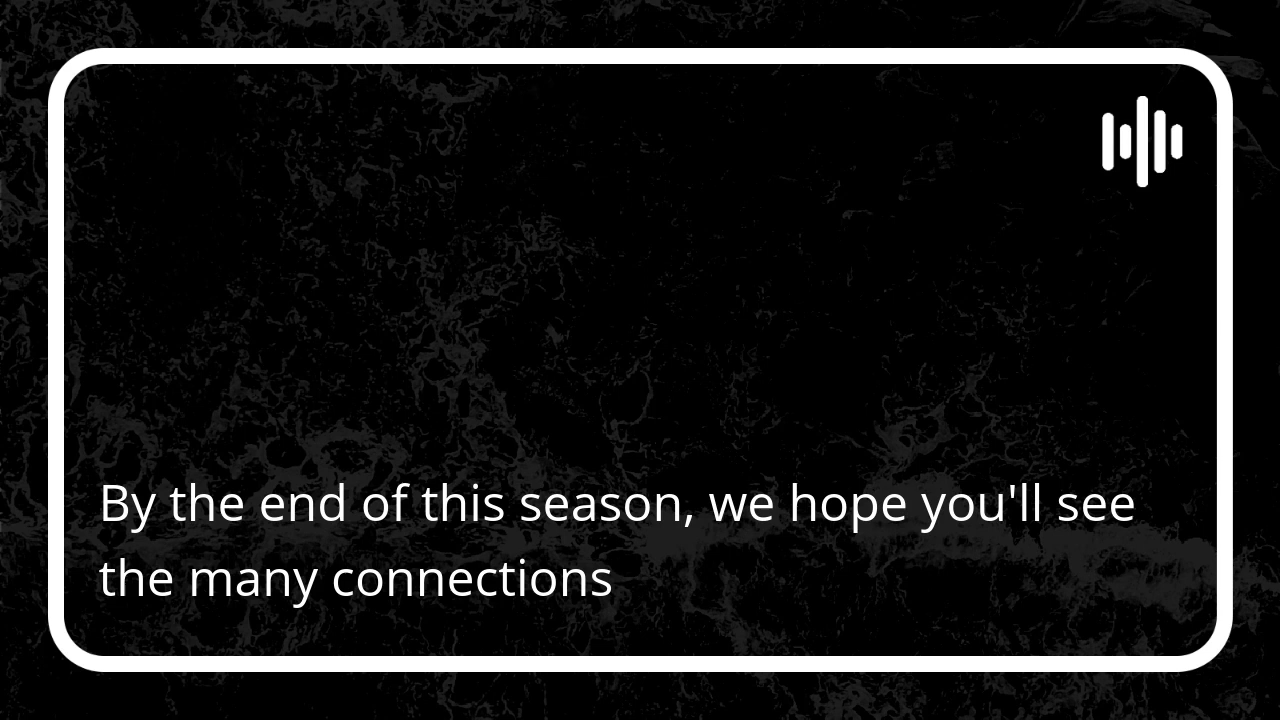 By the end of this season, we hope you'll see
the many connections